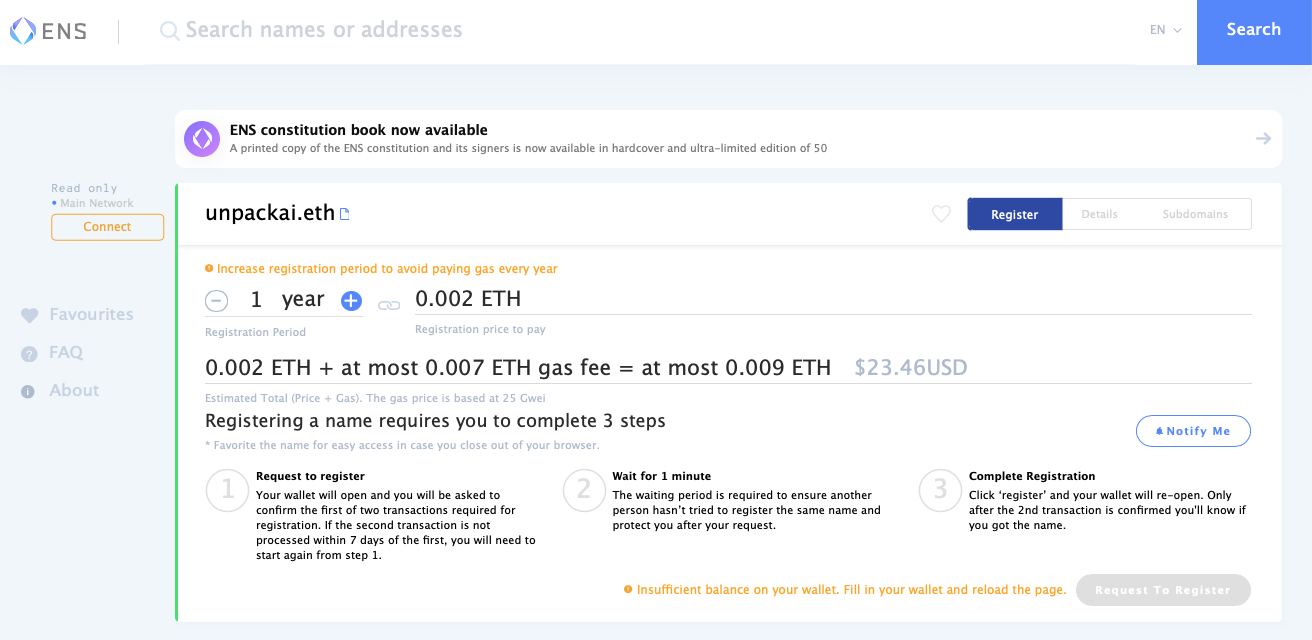 ENS
Search names or addresses
EN
Search
ENS constitution book now available
A printed copy of the ENS constitution and its signers is now available in hardcover and ultra-limited edition of 50
Read only
Main Network
Connect
Favourites
FAQ
About
unpackai.eth
Register
Details
Subdomains
Increase registration period to avoid paying gas every year
1 year
0.002 ETH
Registration Period
Registration price to pay
0.002 ETH + at most 0.007 ETH gas fee = at most 0.009 ETH $23.46USD
Estimated Total (Price + Gas). The gas price is based at 25 Gwei
Registering a name requires you to complete 3 steps
* Favorite the name for easy access in case you close out of your browser.
Notify Me
1
Request to register
Your wallet will open and you will be asked to
confirm the first of two transactions required for
registration. If the second transaction is not
processed within 7 days of the first, you will need to
start again from step 1.
2
Wait for 1 minute
The waiting period is required to ensure another
person hasn't tried to register the same name and
protect you after your request.
3
Complete Registration
Click ‘register’ and your wallet will re-open. Only
after the 2nd transaction is confirmed you'll know if
you got the name.
Insufficient balance on your wallet. Fill in your wallet and reload the page.
Request To Register